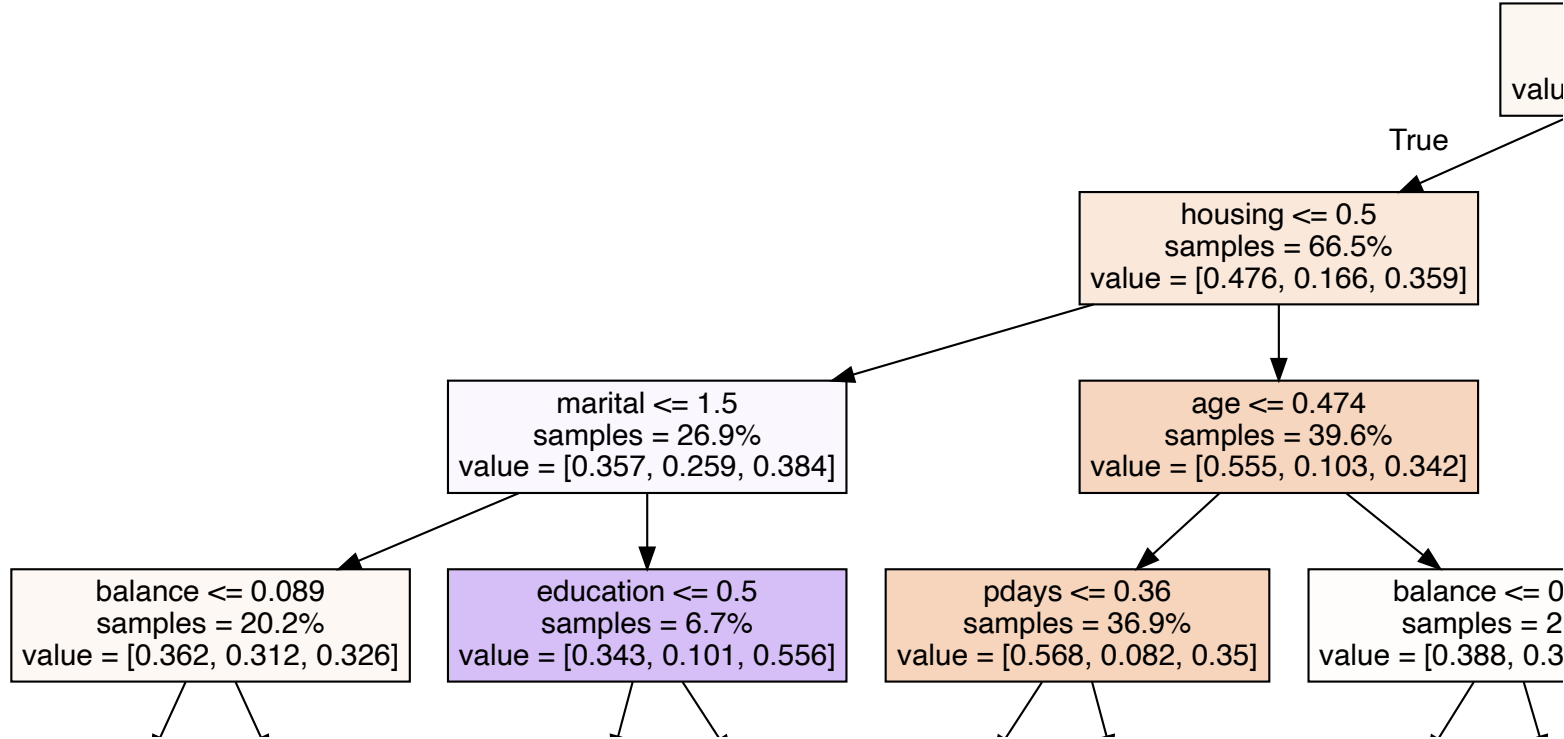 valu
True
housing <= 0.5
samples = 66.5%
value = [0.476, 0.166, 0.359]
marital <= 1.5
samples = 26.9%
value = [0.357, 0.259, 0.384]
age <= 0.474
samples = 39.6%
value = [0.555, 0.103, 0.342]
balance <= 0.089
samples = 20.2%
value = [0.362, 0.312, 0.326]
education <= 0.5
samples = 6.7%
value = [0.343, 0.101, 0.556]
pdays <= 0.36
samples = 36.9%
value = [0.568, 0.082, 0.35]
balance <= 0
samples = 2
value = [0.388, 0.3